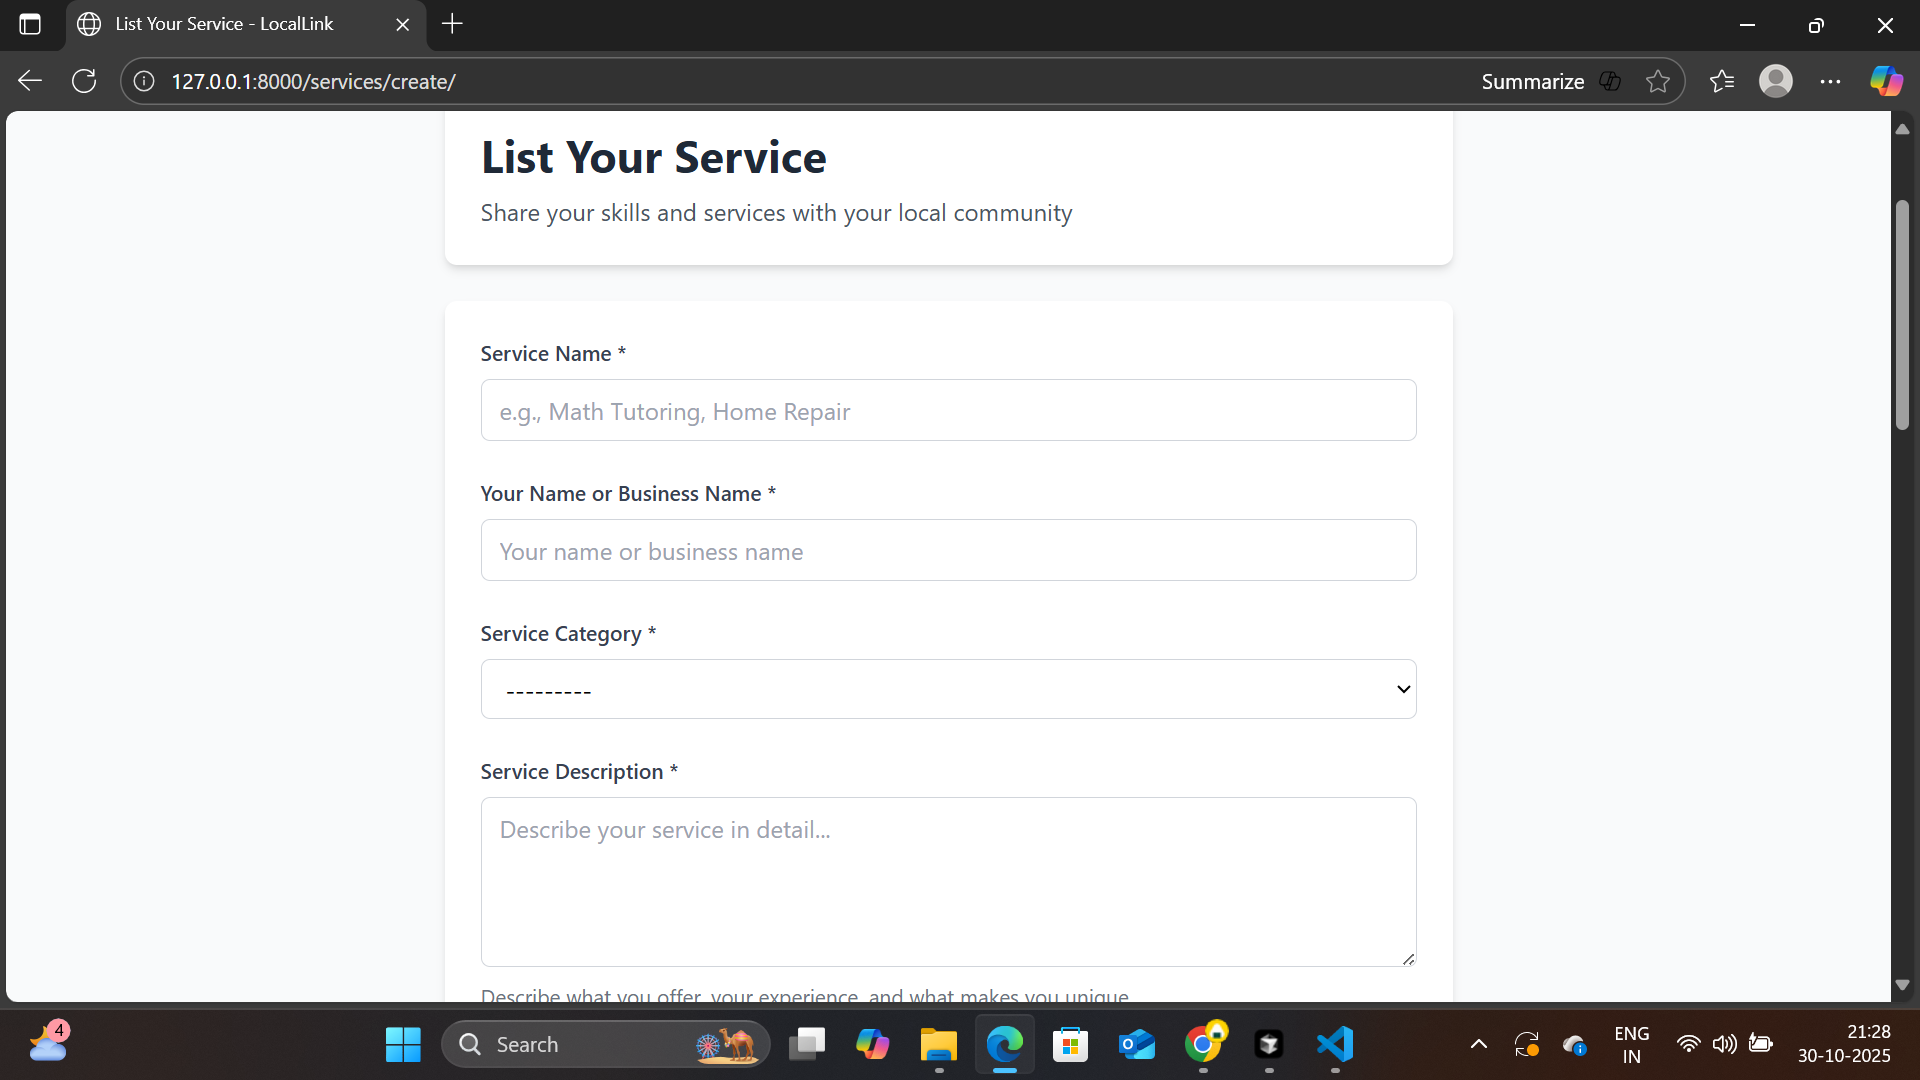 List Your Service - LocalLink
127.0.0.1:8000/services/create/
Summarize
List Your Service
Share your skills and services with your local community
Service Name *
e.g., Math Tutoring, Home Repair
Your Name or Business Name *
Your name or business name
Service Category *
---------
Service Description *
Describe your service in detail...
Describe what you offer, your experience, and what makes you unique
4
Search
ENG
IN
21:28
30-10-2025